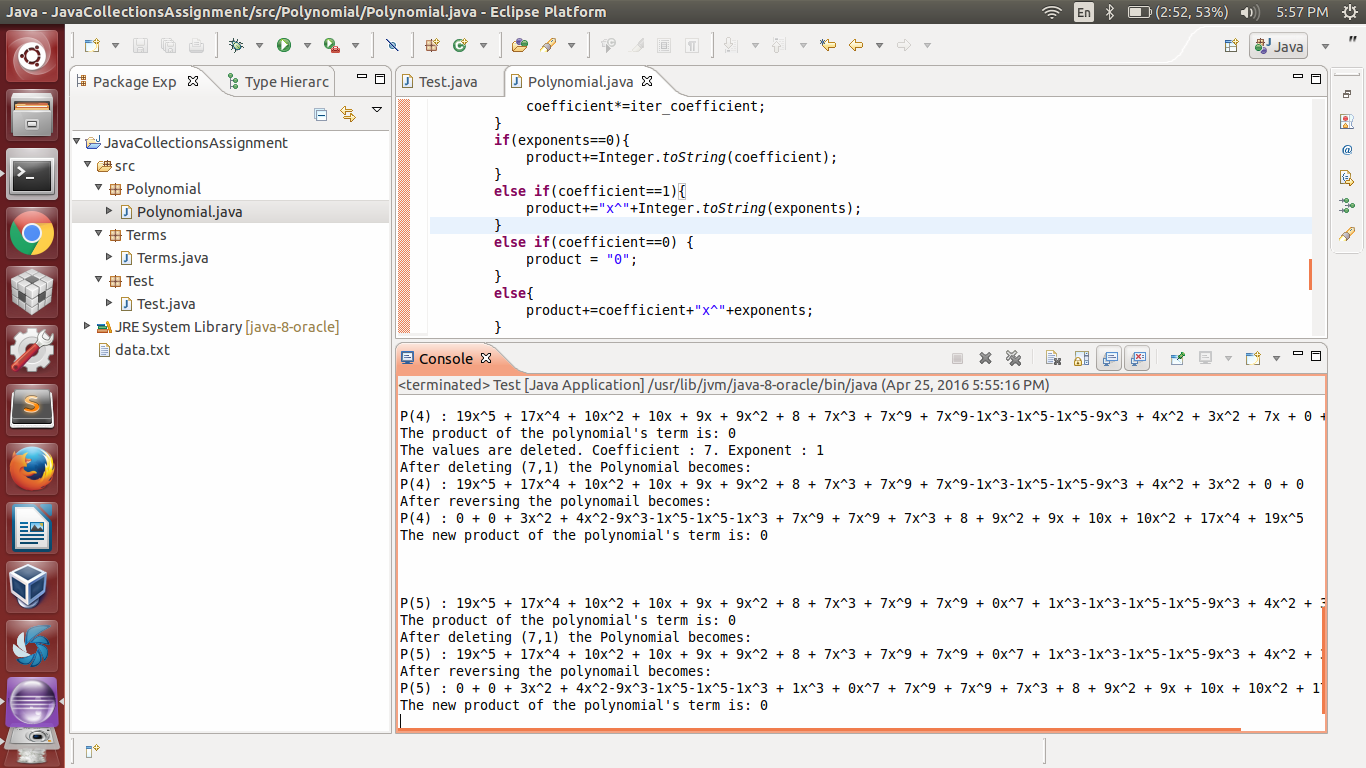 Java - JavaCollectionsAssignment/src/Polynomial/Polynomial.java - Eclipse Platform
En
(2:52, 53%)
5:57 PM
Java
Package Exp
Type Hierarc
Test.java
Polynomial.java
JavaCollectionsAssignment
src
Polynomial
Polynomial.java
Terms
Terms.java
Test
Test.java
JRE System Library [java-8-oracle]
data.txt
coefficient*=iter_coefficient;
}
if(exponents==0){
product+=Integer.toString(coefficient);
}
else if(coefficient==1){
product+="x^"+Integer.toString(exponents);
}
else if(coefficient==0) {
product = "0";
}
else{
product+=coefficient+"x^"+exponents;
}
Console
<terminated> Test [Java Application] /usr/lib/jvm/java-8-oracle/bin/java (Apr 25, 2016 5:55:16 PM)
P(4) : 19x^5 + 17x^4 + 10x^2 + 10x + 9x + 9x^2 + 8 + 7x^3 + 7x^9 + 7x^9-1x^3-1x^5-1x^5-9x^3 + 4x^2 + 3x^2 + 7x + 0 +
The product of the polynomial's term is: 0
The values are deleted. Coefficient : 7. Exponent : 1
After deleting (7,1) the Polynomial becomes:
P(4) : 19x^5 + 17x^4 + 10x^2 + 10x + 9x + 9x^2 + 8 + 7x^3 + 7x^9 + 7x^9-1x^3-1x^5-1x^5-9x^3 + 4x^2 + 3x^2 + 0 + 0
After reversing the polynomail becomes:
P(4) : 0 + 0 + 3x^2 + 4x^2-9x^3-1x^5-1x^5-1x^3 + 7x^9 + 7x^9 + 7x^3 + 8 + 9x^2 + 9x + 10x + 10x^2 + 17x^4 + 19x^5
The new product of the polynomial's term is: 0
P(5) : 19x^5 + 17x^4 + 10x^2 + 10x + 9x + 9x^2 + 8 + 7x^3 + 7x^9 + 7x^9 + 0x^7 + 1x^3-1x^3-1x^5-1x^5-9x^3 + 4x^2 + 3
The product of the polynomial's term is: 0
After deleting (7,1) the Polynomial becomes:
P(5) : 19x^5 + 17x^4 + 10x^2 + 10x + 9x + 9x^2 + 8 + 7x^3 + 7x^9 + 7x^9 + 0x^7 + 1x^3-1x^3-1x^5-1x^5-9x^3 + 4x^2 + 3
After reversing the polynomail becomes:
P(5) : 0 + 0 + 3x^2 + 4x^2-9x^3-1x^5-1x^5-1x^3 + 1x^3 + 0x^7 + 7x^9 + 7x^9 + 7x^3 + 8 + 9x^2 + 9x + 10x + 10x^2 + 17
The new product of the polynomial's term is: 0